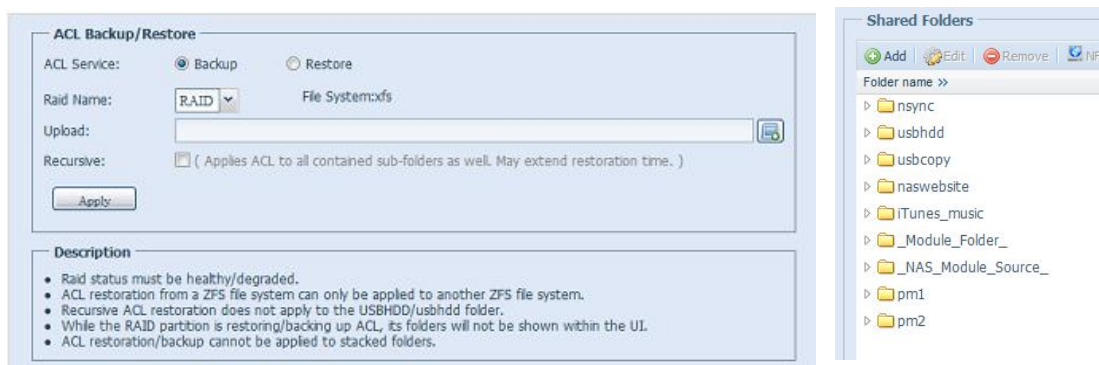 ACL Backup/Restore
ACL Service: Backup Restore
Raid Name: RAID File System:xfs
Upload:
Recursive: ( Applies ACL to all contained sub-folders as well. May extend restoration time. )
Apply
Description
• Raid status must be healthy/degraded.
• ACL restoration from a ZFS file system can only be applied to another ZFS file system.
• Recursive ACL restoration does not apply to the USBHDD/usbhdd folder.
• While the RAID partition is restoring/backing up ACL, its folders will not be shown within the UI.
• ACL restoration/backup cannot be applied to stacked folders.
Shared Folders
Add Edit Remove NF
Folder name »
nsync
usbhdd
usbcopy
naswebsite
iTunes_music
_Module_Folder_
_NAS_Module_Source_
pm1
pm2